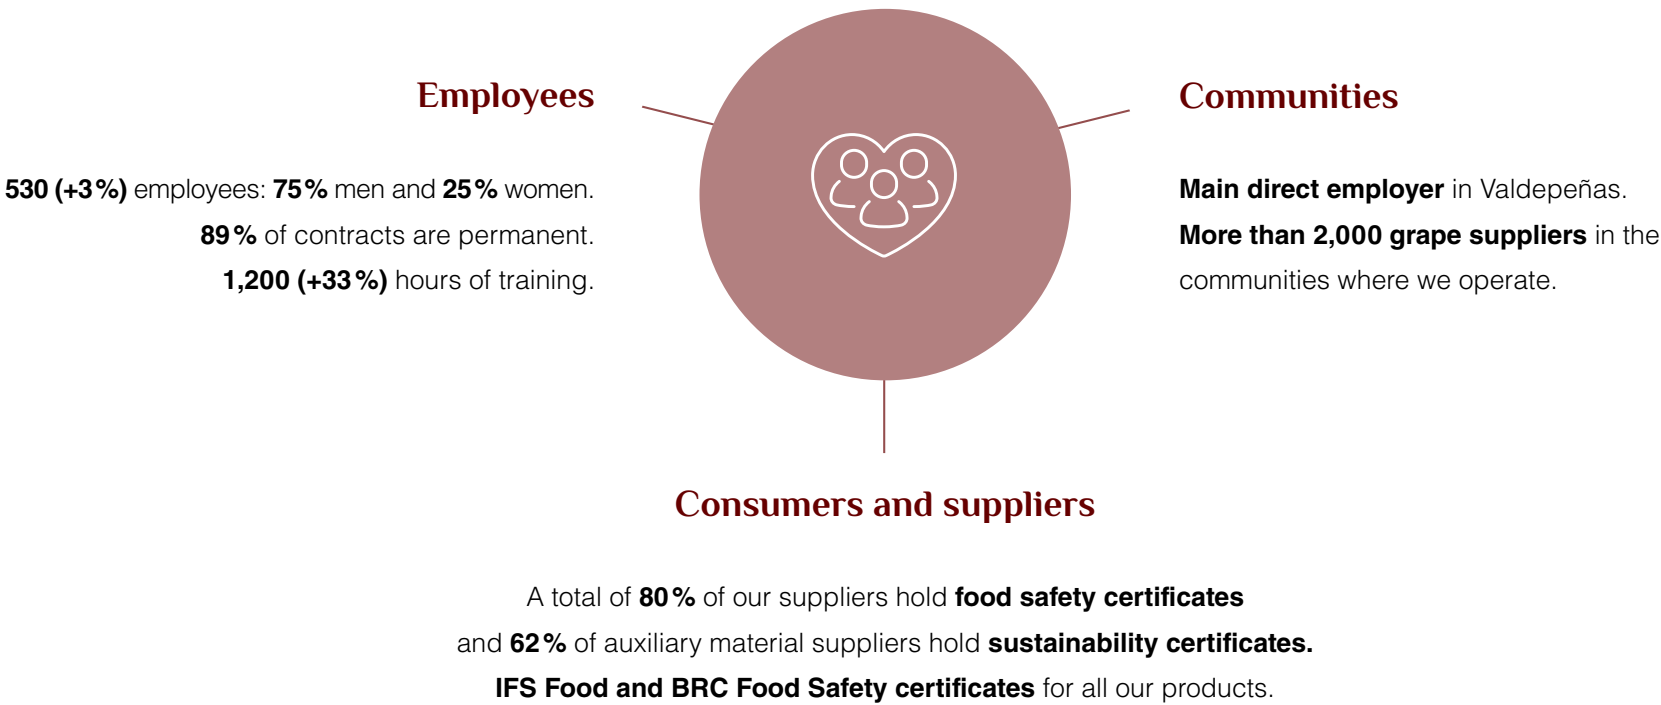 Employees
530 (+3%) employees: 75% men and 25% women.
89% of contracts are permanent.
1,200 (+33%) hours of training.
Communities
Main direct employer in Valdepeñas.
More than 2,000 grape suppliers in the
communities where we operate.
Consumers and suppliers
A total of 80% of our suppliers hold food safety certificates
and 62% of auxiliary material suppliers hold sustainability certificates.
IFS Food and BRC Food Safety certificates for all our products.